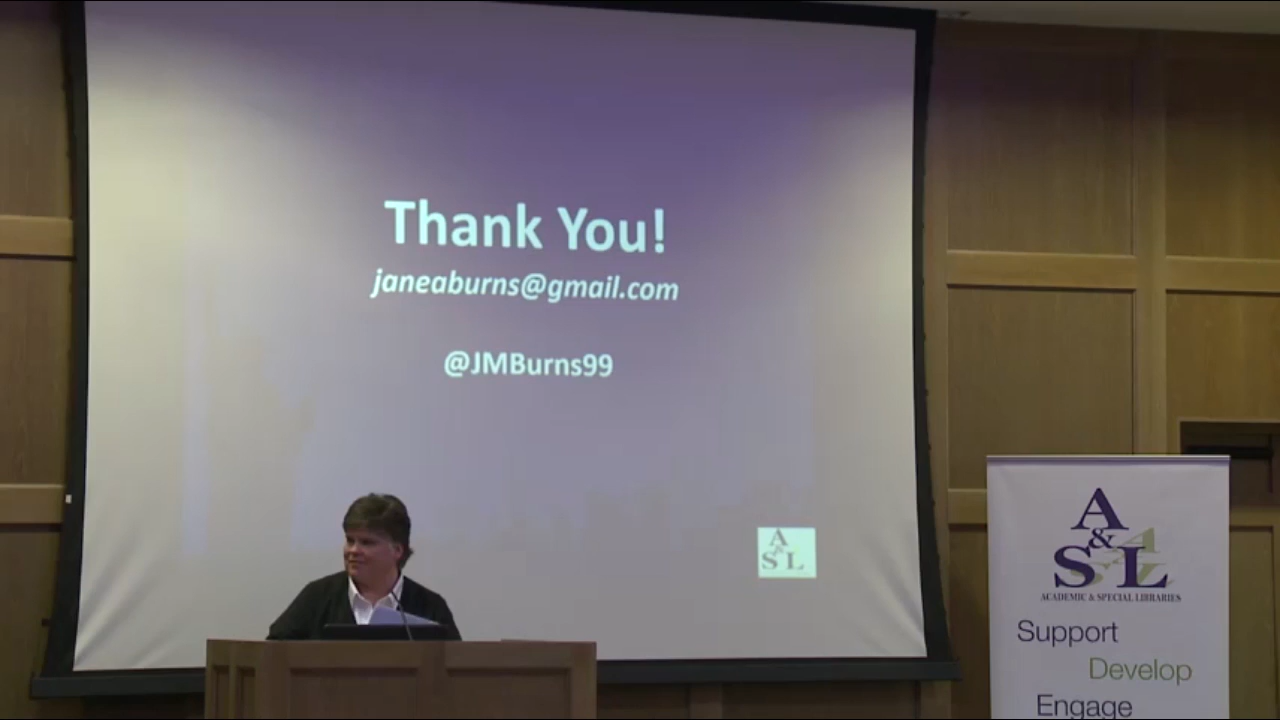 Thank You!
janeaburns@gmail.com
@JMBurns99
A
&
SL
A
&
SL
ACADEMIC & SPECIAL LIBRARIES
Support
Develop
Engage